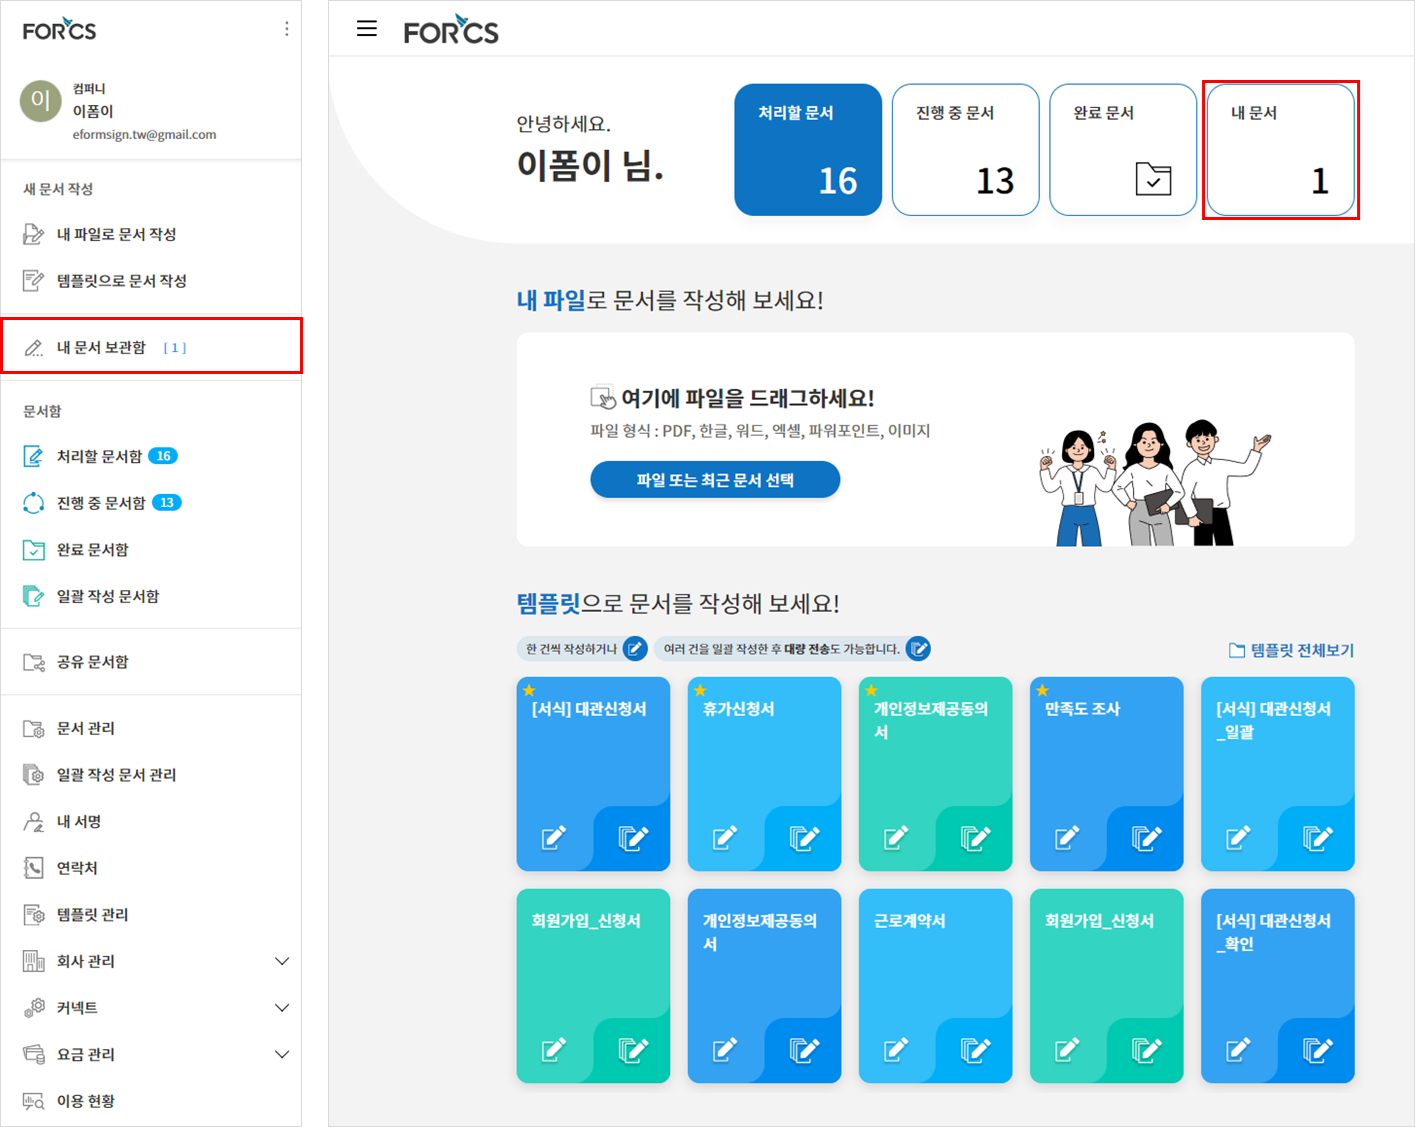 FORCS
컴퍼니
이폼이
eformsign.tw@gmail.com
새 문서 작성
내 파일로 문서 작성
템플릿으로 문서 작성
내 문서 보관함 [ 1 ]
문서함
처리할 문서함 16
진행 중 문서함 13
완료 문서함
일괄 작성 문서함
공유 문서함
문서 관리
일괄 작성 문서 관리
내 서명
연락처
템플릿 관리
회사 관리
커넥트
요금 관리
이용 현황
이
FORCS
안녕하세요.
이폼이 님.
처리할 문서
16
진행 중 문서
13
완료 문서
내 문서
1
내 파일로 문서를 작성해 보세요!
여기에 파일을 드래그하세요!
파일 형식 : PDF, 한글, 워드, 엑셀, 파워포인트, 이미지
파일 또는 최근 문서 선택
템플릿으로 문서를 작성해 보세요!
한 건씩 작성하거나
여러 건을 일괄 작성한 후 대량 전송도 가능합니다.
템플릿 전체보기
[서식] 대관신청서
휴가신청서
개인정보제공동의
서
만족도 조사
[서식] 대관신청서
_일괄
회원가입_신청서
개인정보제공동의
서
근로계약서
회원가입_신청서
[서식] 대관신청서
_확인